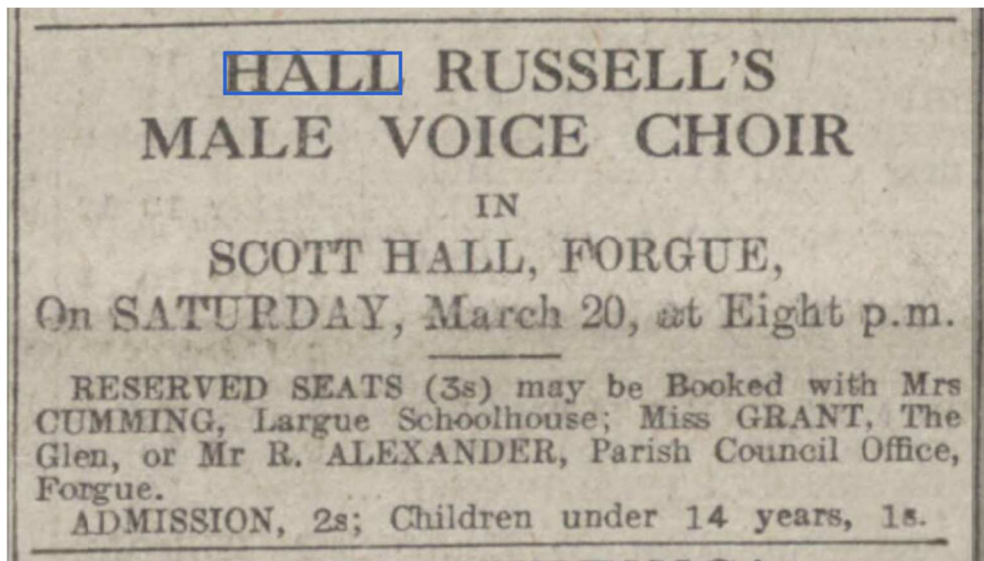 HALL RUSSELL'S
MALE VOICE CHOIR
IN
SCOTT HALL, FORGUE,
On SATURDAY, March 20, at Eight p.m.
RESERVED SEATS (3s) may be Booked with Mrs
CUMMING, Largue Schoolhouse; Miss GRANT, The
Glen, or Mr R. ALEXANDER, Parish Council Office,
Forgue.
ADMISSION, 2s; Children under 14 years, 1s.